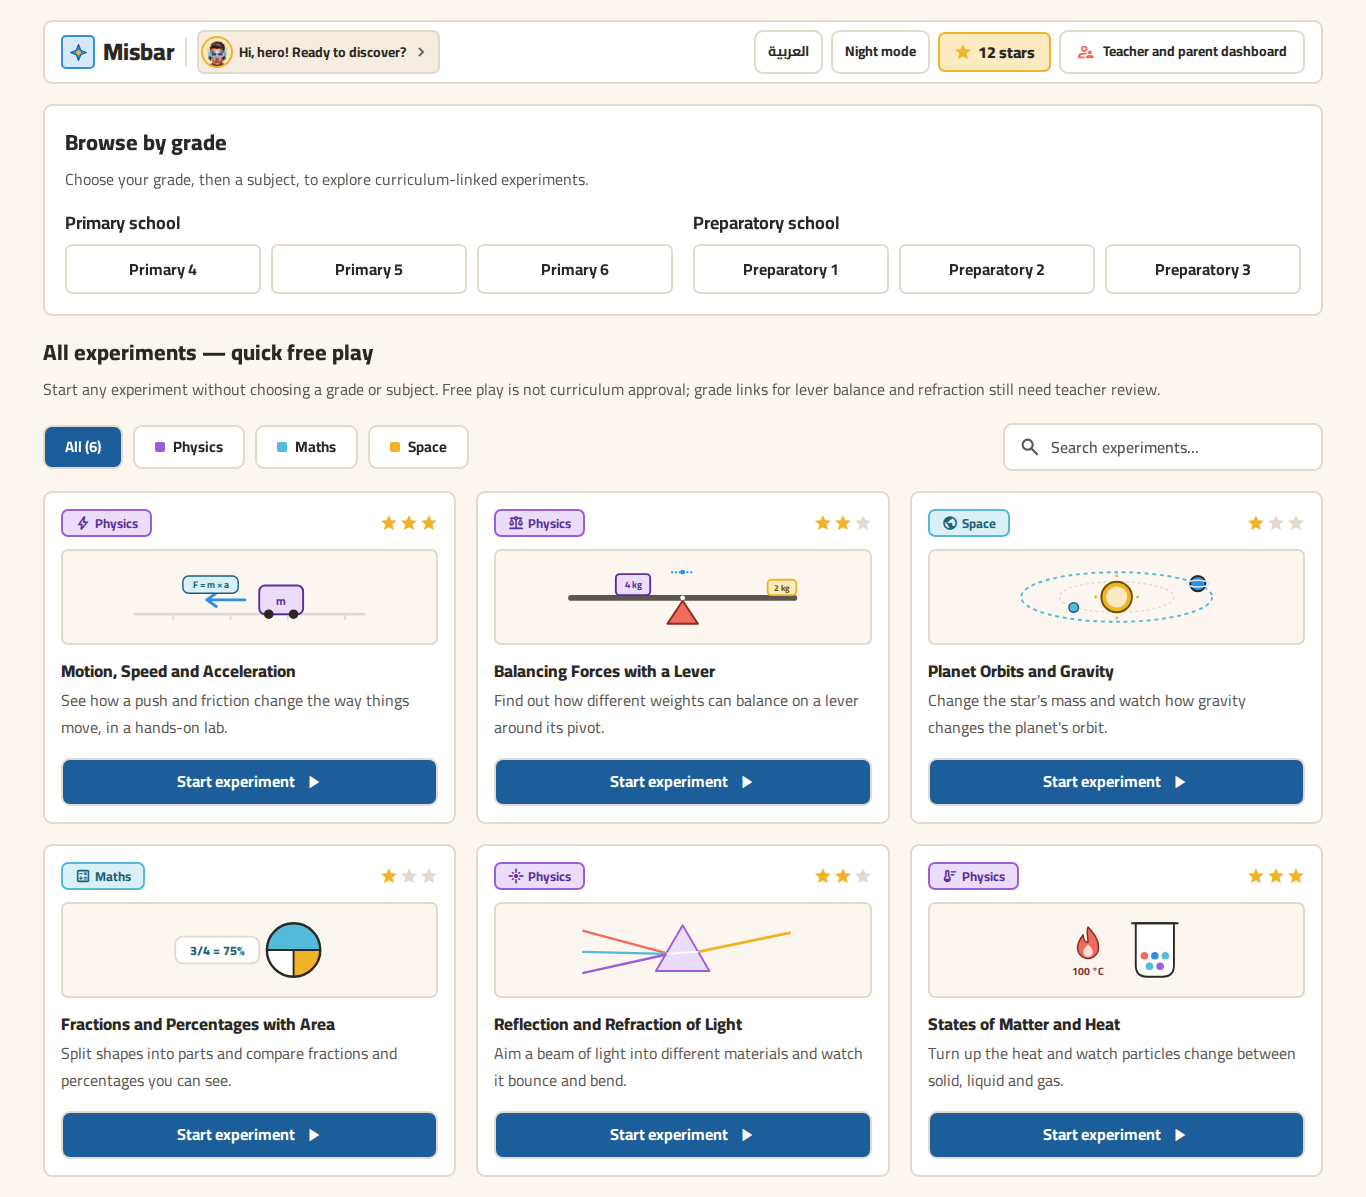 Misbar
Hi, hero! Ready to discover?
العربية
Night mode
12 stars
Teacher and parent dashboard
Browse by grade
Choose your grade, then a subject, to explore curriculum-linked experiments.
Primary school
Primary 4
Primary 5
Primary 6
Preparatory school
Preparatory 1
Preparatory 2
Preparatory 3
All experiments — quick free play
Start any experiment without choosing a grade or subject. Free play is not curriculum approval; grade links for lever balance and refraction still need teacher review.
All (6)
Physics
Maths
Space
Search experiments...
Physics
F = m × a
m
Motion, Speed and Acceleration
See how a push and friction change the way things
move, in a hands-on lab.
Start experiment
Physics
4 kg
2 kg
Balancing Forces with a Lever
Find out how different weights can balance on a lever
around its pivot.
Start experiment
Space
Planet Orbits and Gravity
Change the star's mass and watch how gravity
changes the planet's orbit.
Start experiment
Maths
3/4 = 75%
Fractions and Percentages with Area
Split shapes into parts and compare fractions and
percentages you can see.
Start experiment
Physics
Reflection and Refraction of Light
Aim a beam of light into different materials and watch
it bounce and bend.
Start experiment
Physics
100 °C
States of Matter and Heat
Turn up the heat and watch particles change between
solid, liquid and gas.
Start experiment